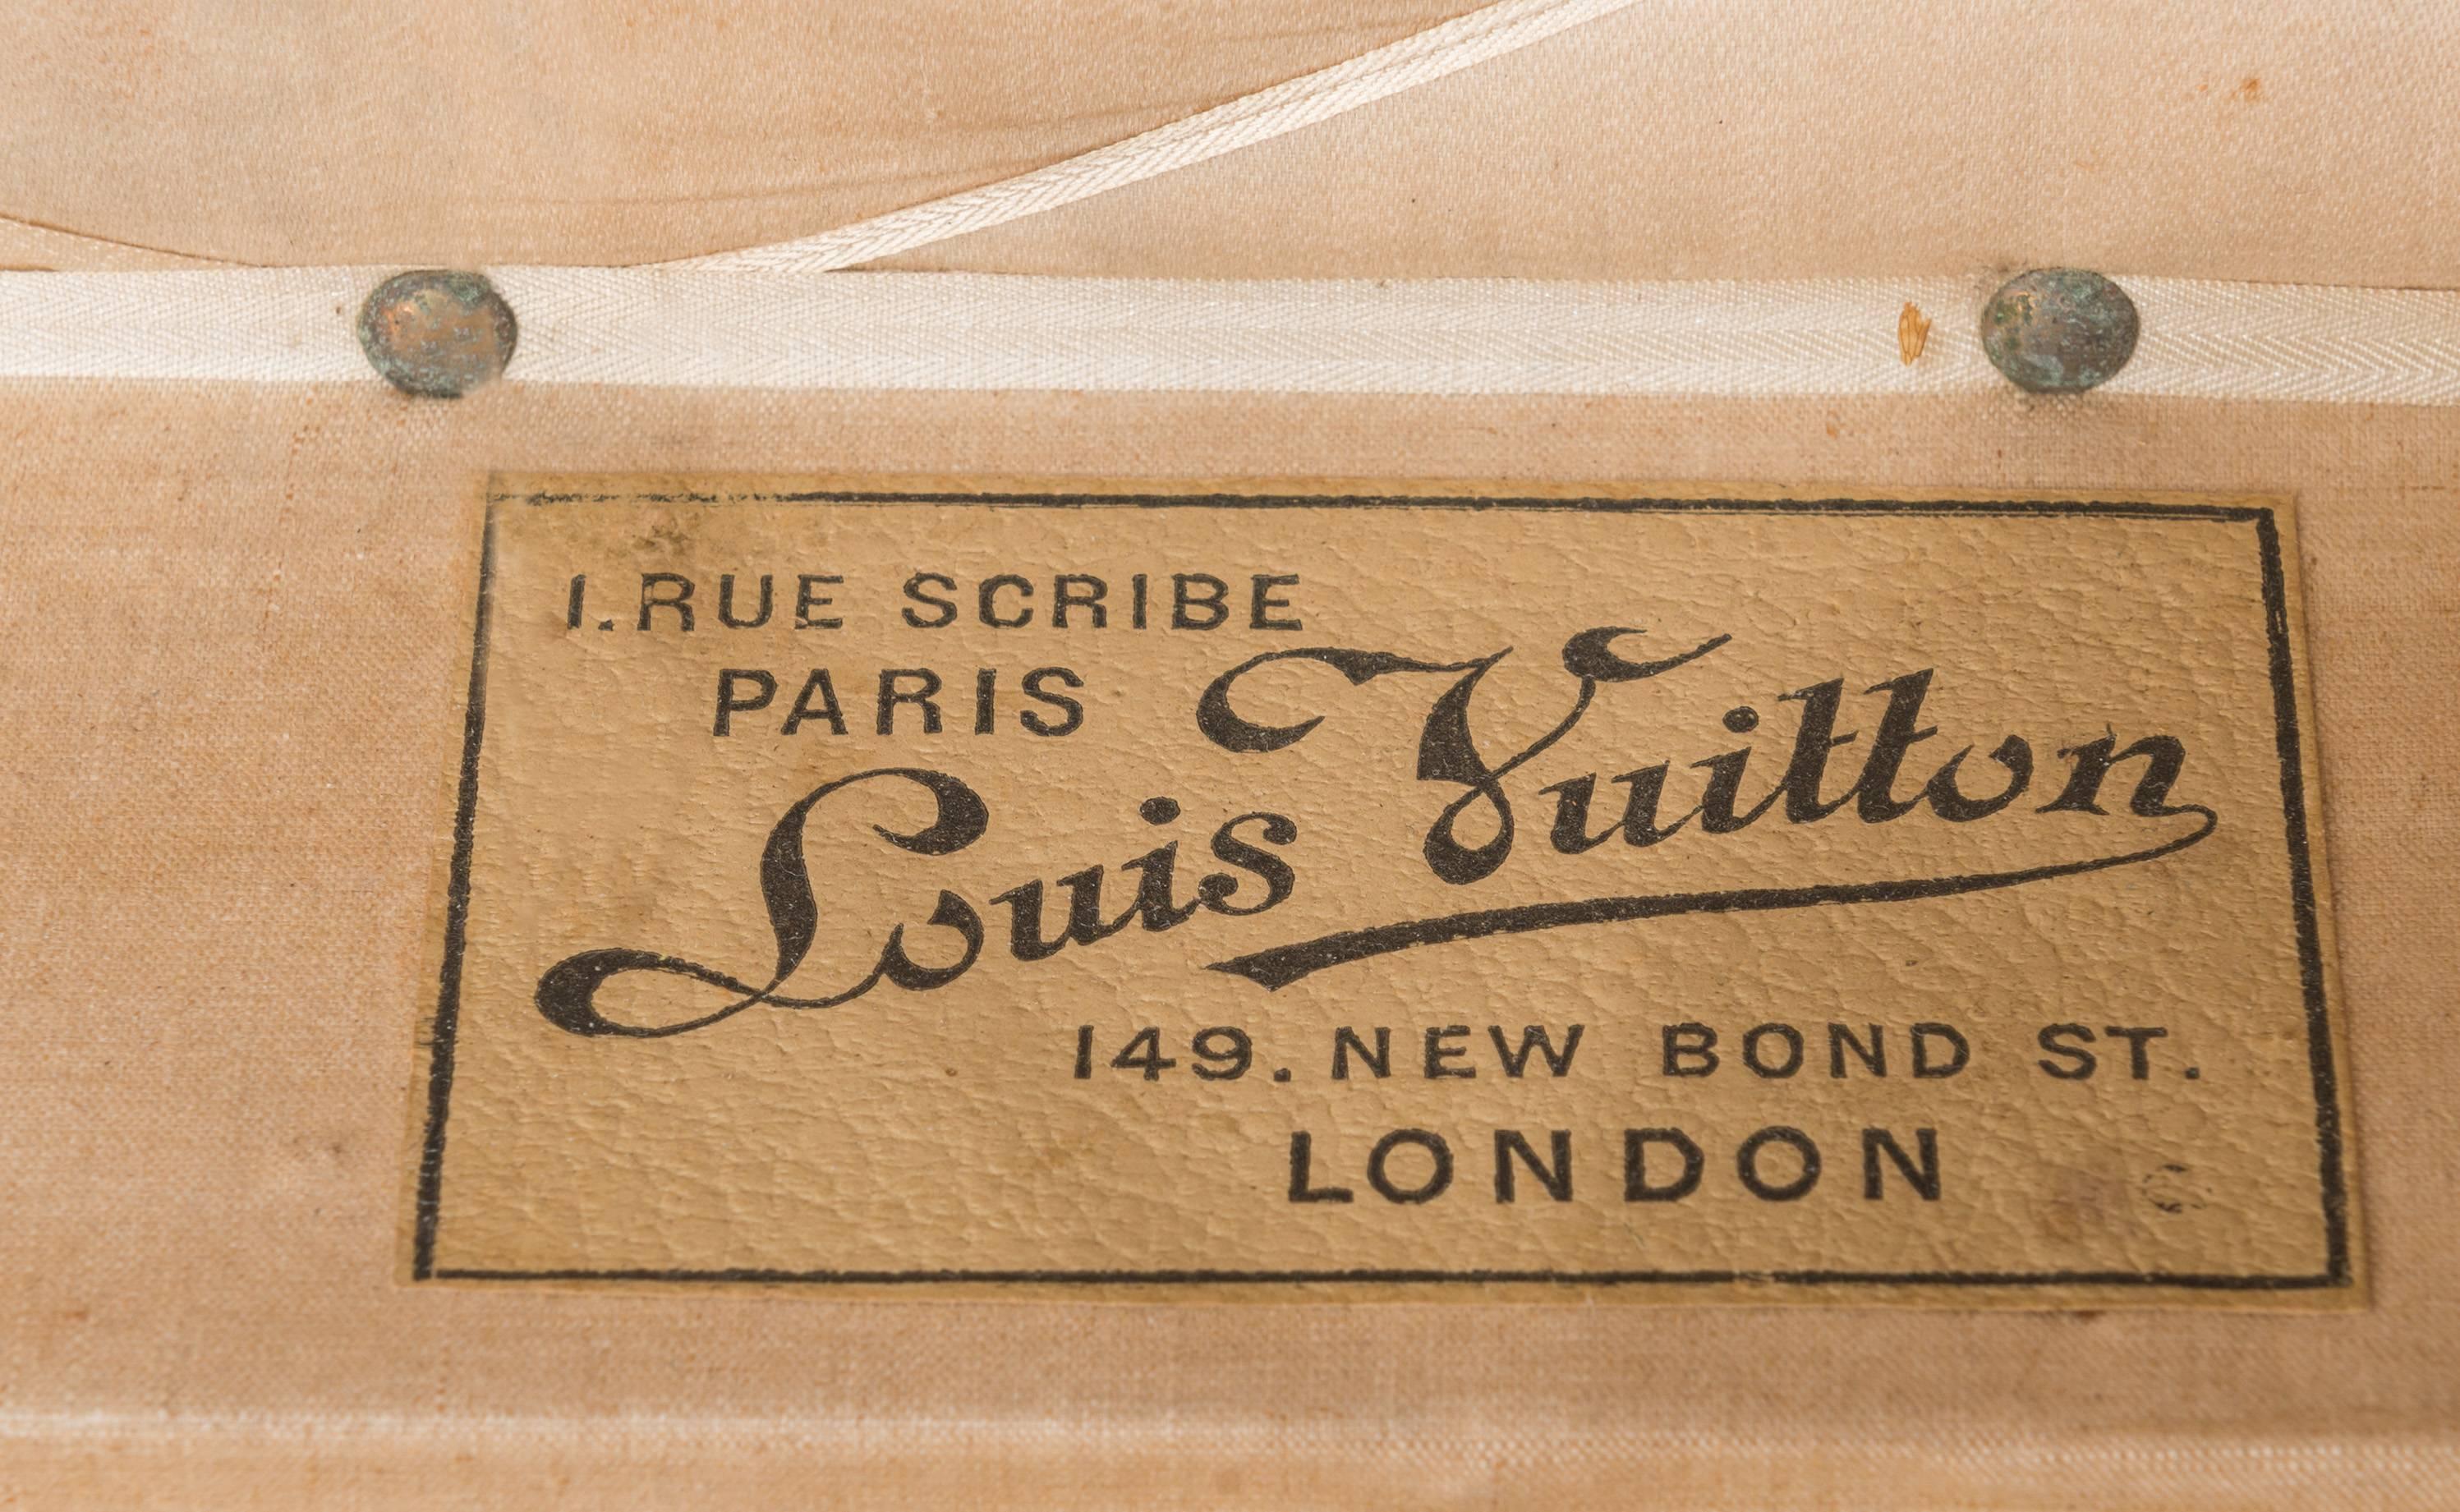 1. RUE SCRIBE
PARIS
Louis Vuitton
149. NEW BOND ST.
LONDON